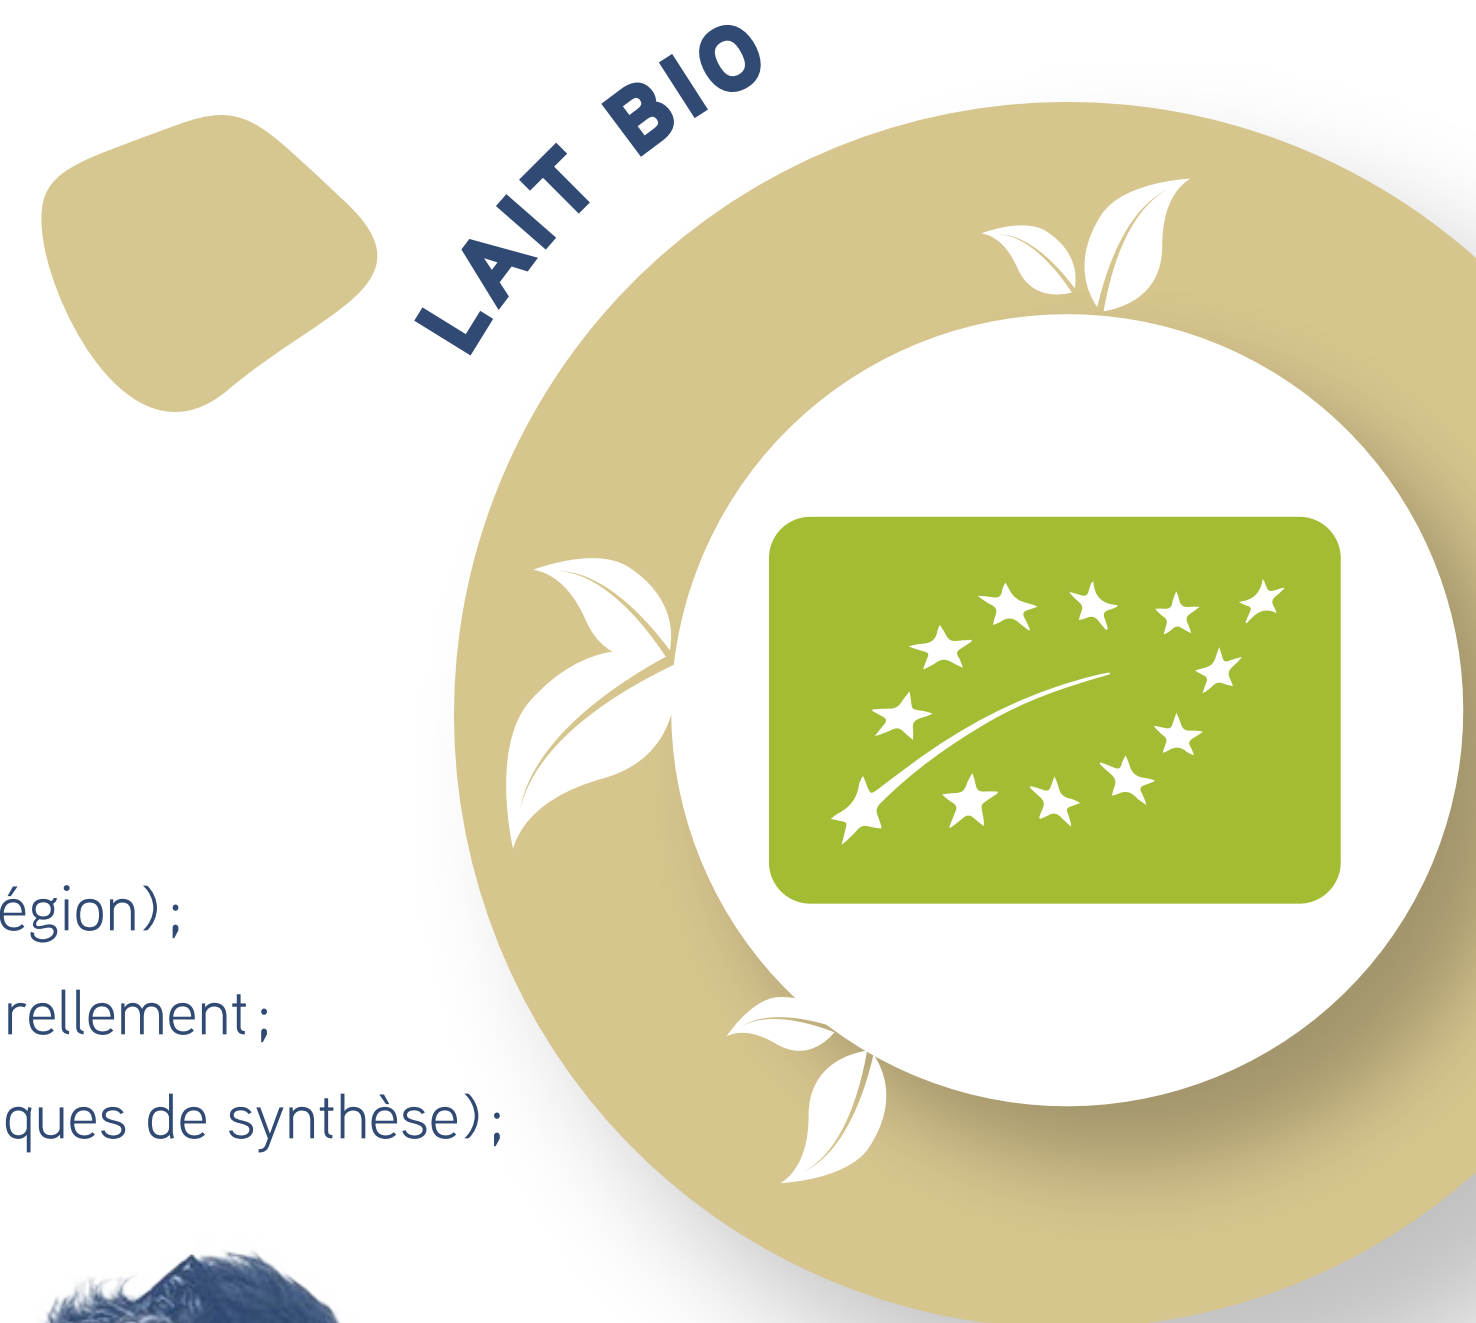 LAIT BIO
égion) ;
rellement ;
ques de synthèse) ;